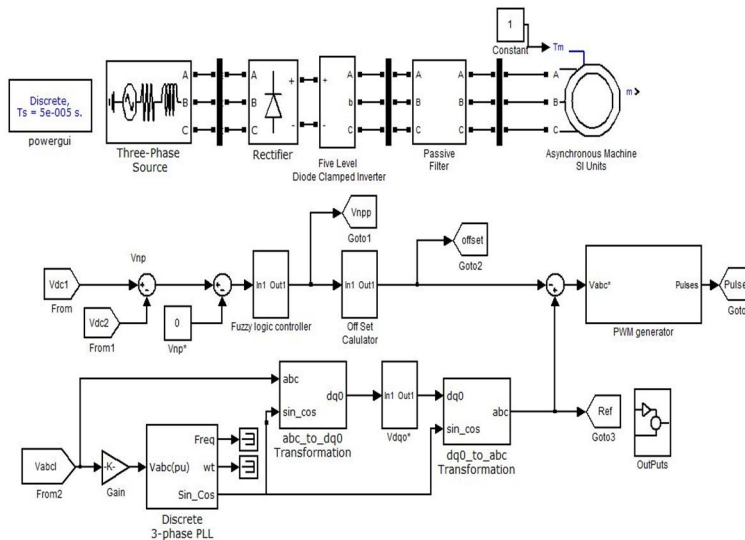 1
Constant
Tm
Discrete,
Ts = 5e-005 s.
powergui
A
B
C
Three-Phase
Source
A
B
C
+
-
Rectifier
+
-
A
b
C
Five Level
Diode Clamped Inverter
A
B
C
A
B
C
Passive
Filter
A
B
C
m
Asynchronous Machine
SI Units
Vnpp
Goto1
offset
Goto2
Vdc1
From
Vnp
Vdc2
From1
0
Vnp*
In1 Out1
Fuzzy logic controller
In1 Out1
Off Set
Calulator
Vabc*
Pulses
PWM generator
Pulse
Goto
abc
sin_cos
dq0
abc_to_dq0
Transformation
In1 Out1
Vdqo*
dq0
sin_cos
abc
dq0_to_abc
Transformation
Ref
Goto3
OutPuts
Vabcl
From2
-K-
Gain
Vabc(pu)
Freq
wt
Sin_Cos
Discrete
3-phase PLL